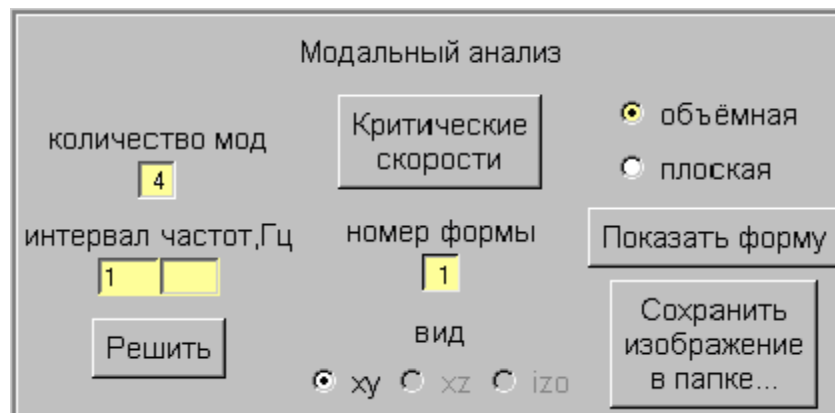 Модальный анализ
количество мод
4
интервал частот,Гц
1
Решить
Критические
скорости
номер формы
1
вид
xy xz izo
объёмная
плоская
Показать форму
Сохранить
изображение
в папке...